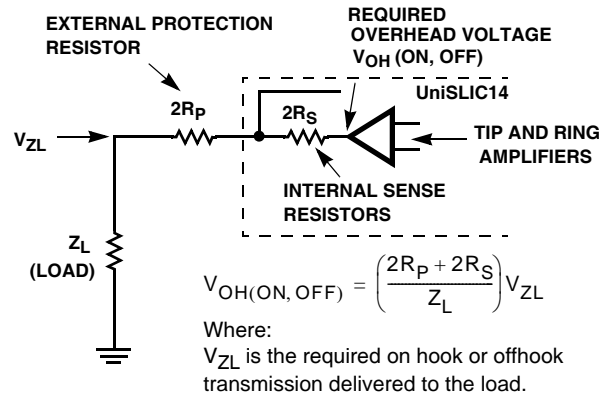 EXTERNAL PROTECTION
RESISTOR
REQUIRED
OVERHEAD VOLTAGE
VOH (ON, OFF)
UniSLIC14
2RP
2RS
VZL
TIP AND RING
AMPLIFIERS
INTERNAL SENSE
RESISTORS
ZL
(LOAD)
VOH(ON, OFF) = ((2RP + 2RS)/ZL) VZL
Where:
VZL is the required on hook or offhook
transmission delivered to the load.